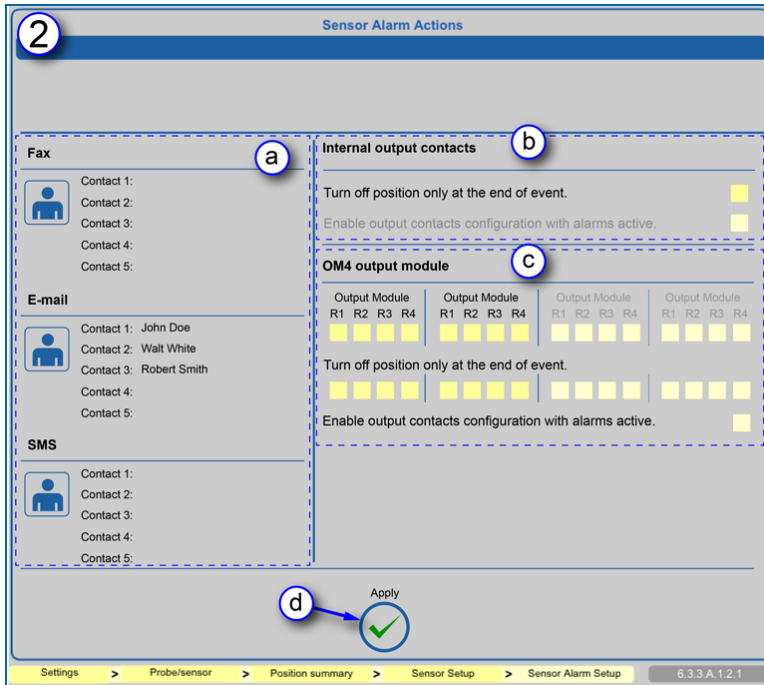 2
Sensor Alarm Actions
a
Fax
Contact 1:
Contact 2:
Contact 3:
Contact 4:
Contact 5:
E-mail
Contact 1: John Doe
Contact 2: Walt White
Contact 3: Robert Smith
Contact 4:
Contact 5:
SMS
Contact 1:
Contact 2:
Contact 3:
Contact 4:
Contact 5:
Internal output contacts
b
Turn off position only at the end of event.
Enable output contacts configuration with alarms active.
OM4 output module
c
Output Module Output Module Output Module Output Module
R1 R2 R3 R4 R1 R2 R3 R4 R1 R2 R3 R4 R1 R2 R3 R4
Turn off position only at the end of event.
Enable output contacts configuration with alarms active.
d
Apply
Settings > Probe/sensor > Position summary > Sensor Setup > Sensor Alarm Setup 6.3.3.A.1.2.1